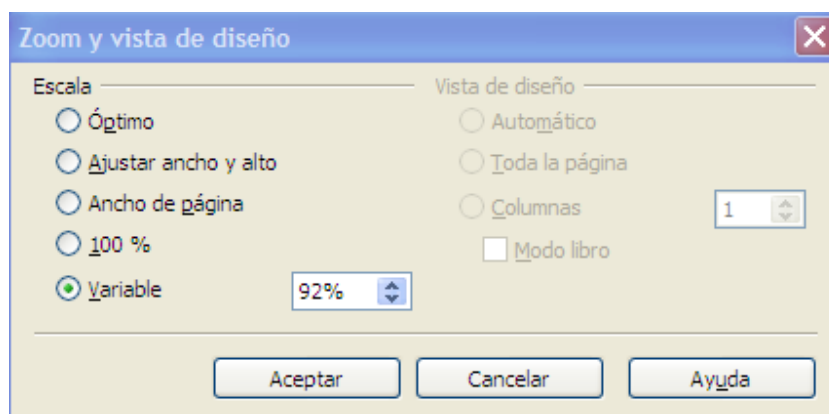 Zoom y vista de diseño
Escala
Óptimo
Ajustar ancho y alto
Ancho de página
100 %
Variable 92%
Vista de diseño
Automático
Toda la página
Columnas 1
Modo libro
Aceptar Cancelar Ayuda